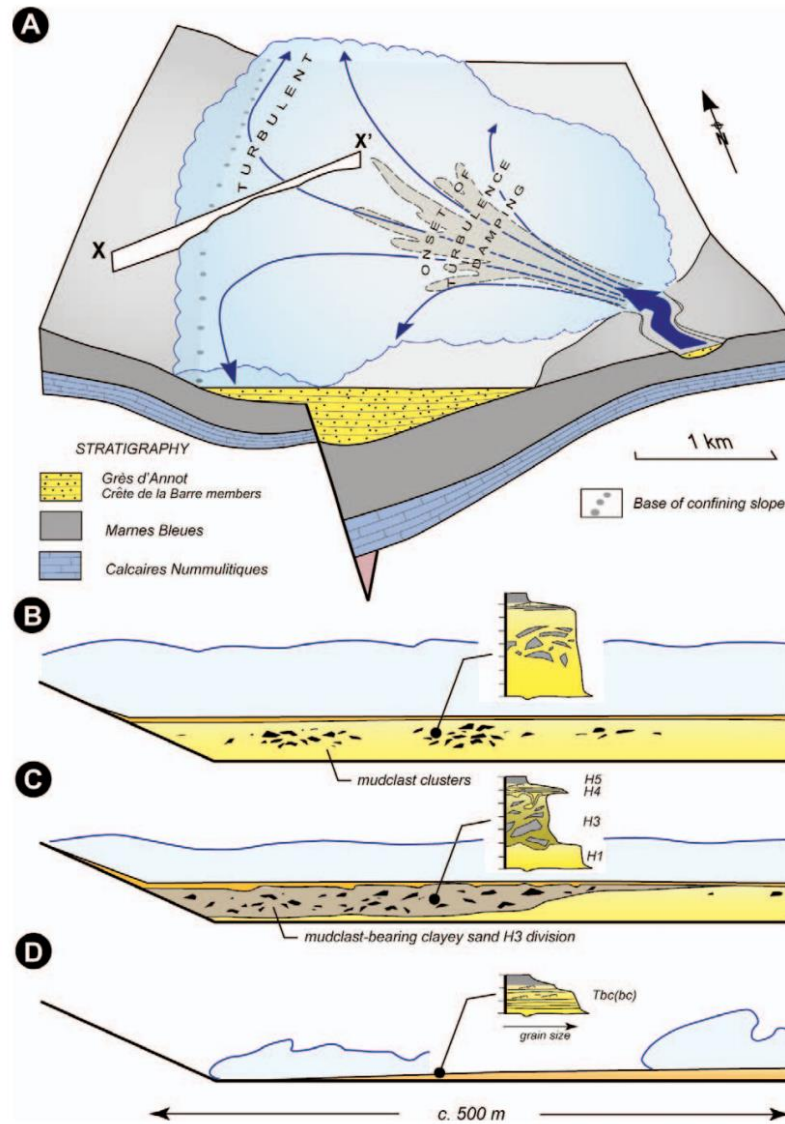 A
TURBULENT
X'
X
ONSET OF
TURBULENCE
DAMPING
N
1 km
STRATIGRAPHY
Grès d'Annot
Crête de la Barre members
Marnes Bleues
Calcaires Nummulitiques
Base of confining slope
B
mudclast clusters
C
H5
H4
H3
H1
mudclast-bearing clayey sand H3 division
D
Tbc(bc)
grain size
c. 500 m